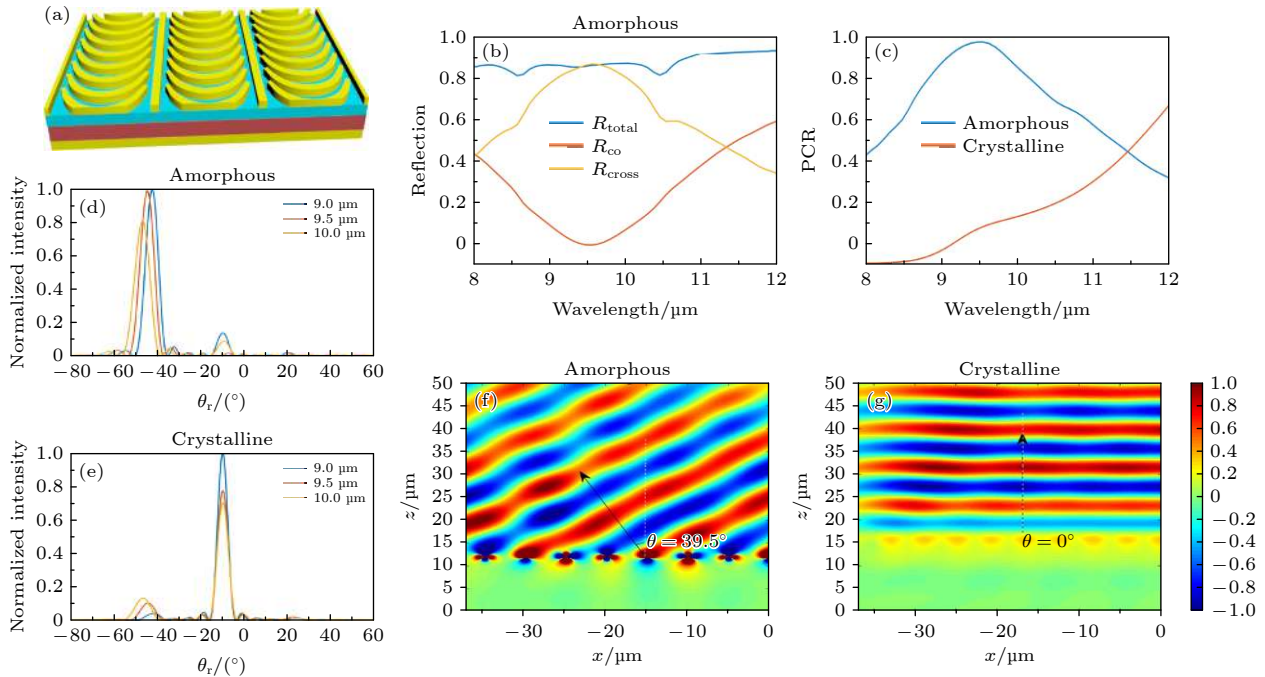 (a)
Amorphous
(b)
Reflection
1.0
0.8
0.6
0.4
0.2
0
R_total
R_co
R_cross
8
9
10
11
12
Wavelength/μm
(c)
PCR
1.0
0.8
0.6
0.4
0.2
0
Amorphous
Crystalline
8
9
10
11
12
Wavelength/μm
Amorphous
(d)
Normalized intensity
1.0
0.8
0.6
0.4
0.2
0
9.0 μm
9.5 μm
10.0 μm
−80 −60 −40 −20 0 20 40 60
θr/(°)
Crystalline
(e)
Normalized intensity
1.0
0.8
0.6
0.4
0.2
0
9.0 μm
9.5 μm
10.0 μm
−80 −60 −40 −20 0 20 40 60
θr/(°)
Amorphous
(f)
z/μm
50
45
40
35
30
25
20
15
10
5
0
θ = 39.5°
−30 −20 −10 0
x/μm
Crystalline
(g)
z/μm
50
45
40
35
30
25
20
15
10
5
0
θ = 0°
−30 −20 −10 0
x/μm
1.0
0.8
0.6
0.4
0.2
0
−0.2
−0.4
−0.6
−0.8
−1.0